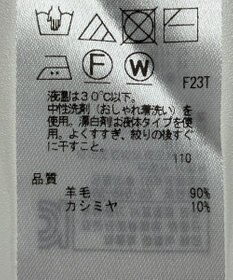 F
W
F23T
液温は30℃以下。
中性洗剤(おしゃれ着洗い)を
使用。漂白剤は液体タイプを使
用。よくすすぎ、絞りの後すぐ
に干すこと。
110
品質
羊毛 90%
カシミヤ 10%